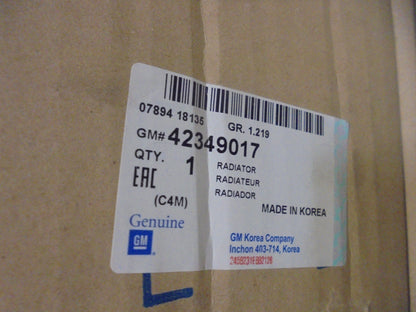 07894 18135
GR. 1.219
GM# 42349017
QTY. 1
RADIATOR
RADIATEUR
RADIADOR
EAC
(C4M)
MADE IN KOREA
Genuine
GM
GM Korea Company
Inchon 403-714, Korea